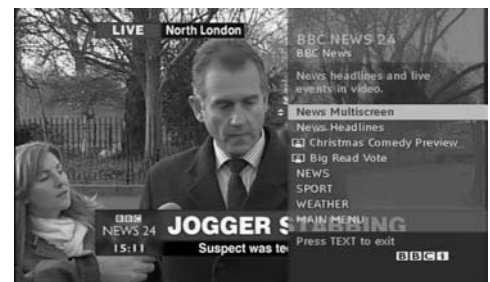 LIVE North London
BBC NEWS 24
BBC News
News headlines and live
events in video.
News Multiscreen
News Headlines
Christmas Comedy Preview
Big Read Vote
NEWS
SPORT
WEATHER
MAIN MENU
Press TEXT to exit
BBCi
BBC
NEWS 24
15:11
JOGGER STABBING
Suspect was